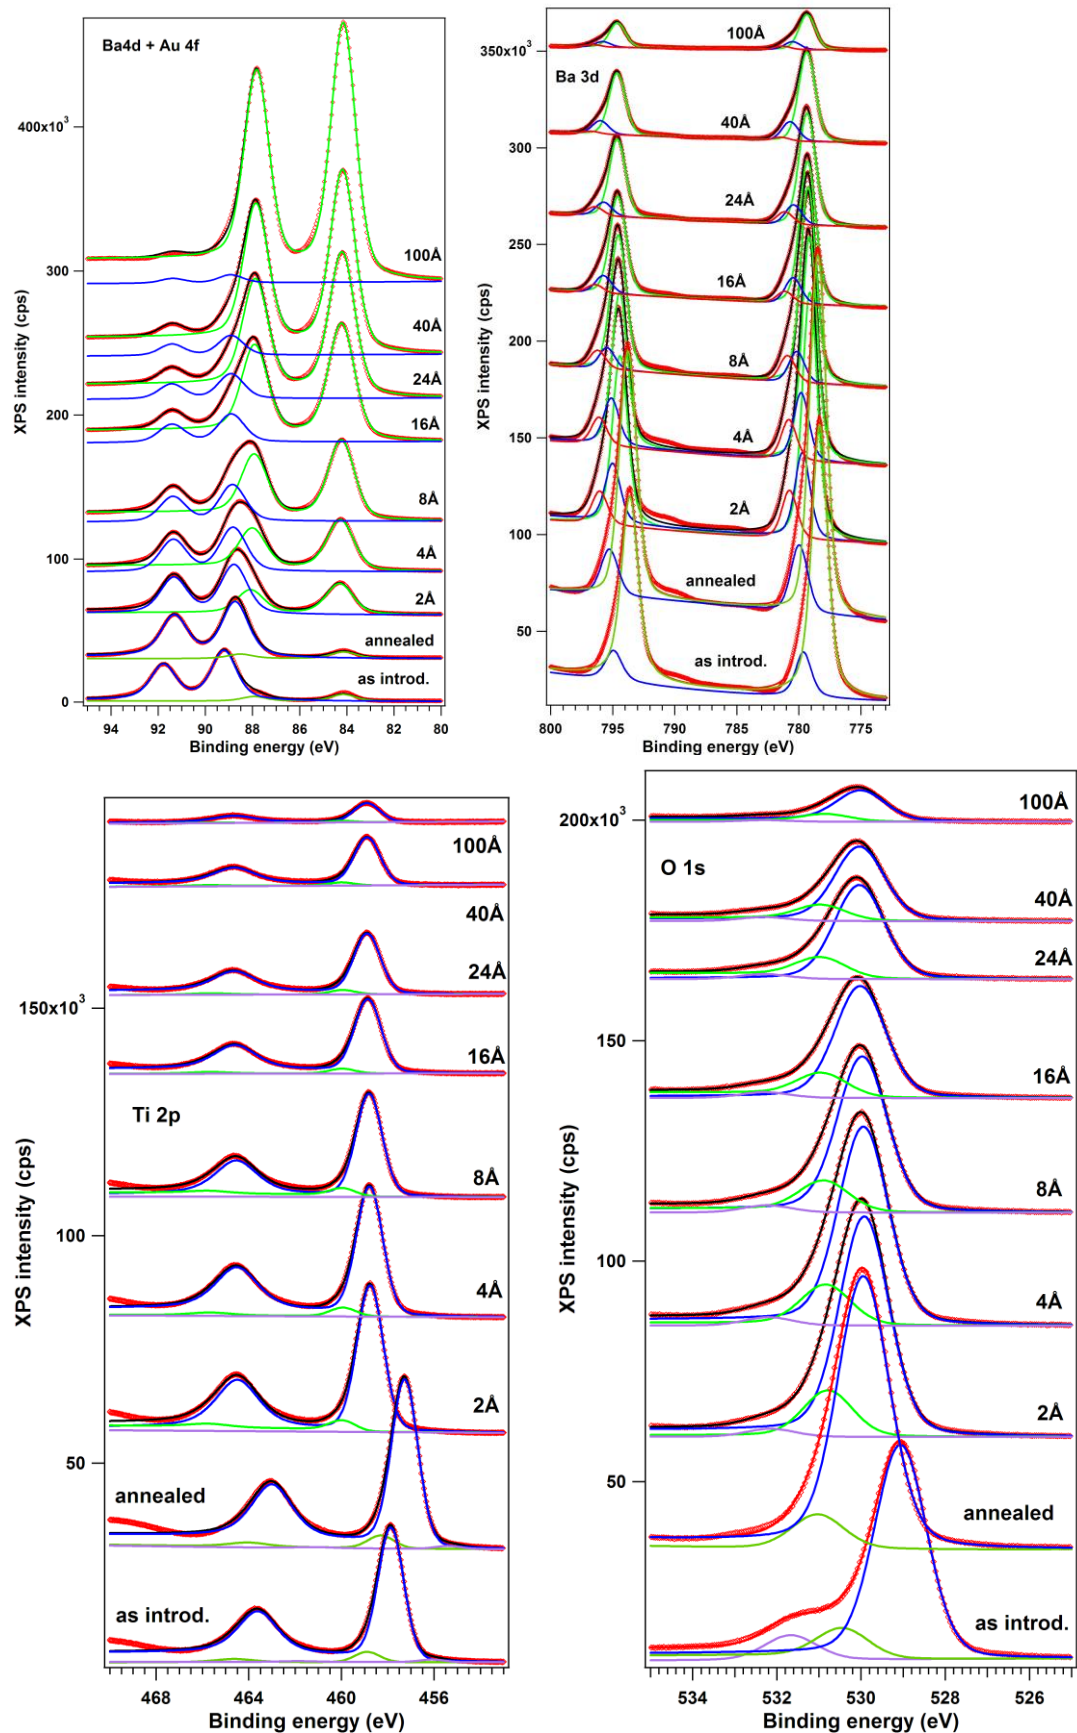 Ba4d + Au 4f
XPS intensity (cps)
400x10³
300
200
100
0
100Å
40Å
24Å
16Å
8Å
4Å
2Å
annealed
as introd.
94 92 90 88 86 84 82 80
Binding energy (eV)
Ba 3d
XPS intensity (cps)
350x10³
300
250
200
150
100
50
100Å
40Å
24Å
16Å
8Å
4Å
2Å
annealed
as introd.
800 795 790 785 780 775
Binding energy (eV)
Ti 2p
XPS intensity (cps)
150x10³
100
50
100Å
40Å
24Å
16Å
8Å
4Å
2Å
annealed
as introd.
468 464 460 456
Binding energy (eV)
O 1s
XPS intensity (cps)
200x10³
150
100
50
100Å
40Å
24Å
16Å
8Å
4Å
2Å
annealed
as introd.
534 532 530 528 526
Binding energy (eV)